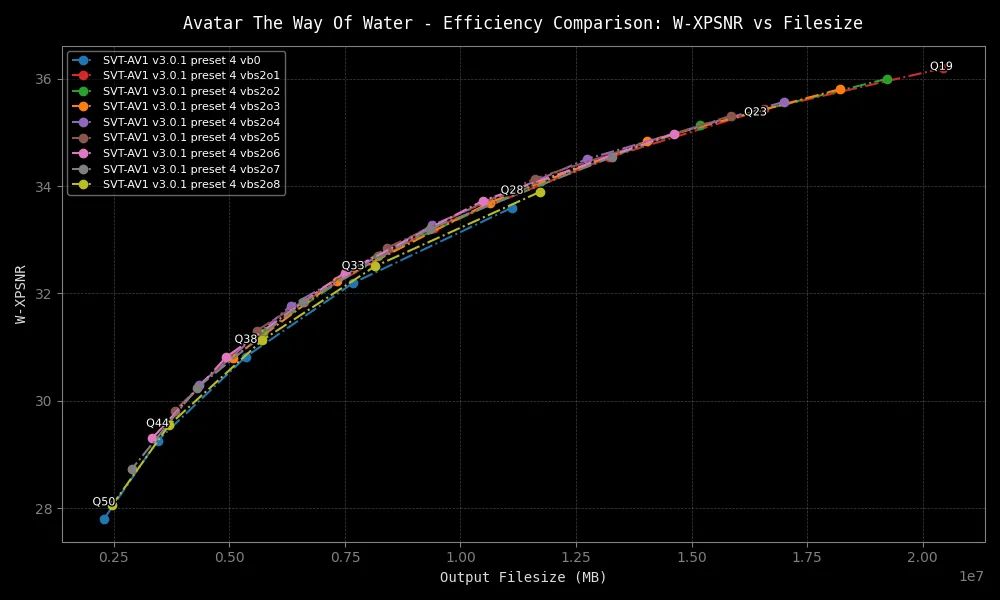 Avatar The Way Of Water - Efficiency Comparison: W-XPSNR vs Filesize
SVT-AV1 v3.0.1 preset 4 vb0
SVT-AV1 v3.0.1 preset 4 vbs2o1
SVT-AV1 v3.0.1 preset 4 vbs2o2
SVT-AV1 v3.0.1 preset 4 vbs2o3
SVT-AV1 v3.0.1 preset 4 vbs2o4
SVT-AV1 v3.0.1 preset 4 vbs2o5
SVT-AV1 v3.0.1 preset 4 vbs2o6
SVT-AV1 v3.0.1 preset 4 vbs2o7
SVT-AV1 v3.0.1 preset 4 vbs2o8
W-XPSNR
36
34
32
30
28
Q19
Q23
Q28
Q33
Q38
Q44
Q50
0.25 0.50 0.75 1.00 1.25 1.50 1.75 2.00
1e7
Output Filesize (MB)